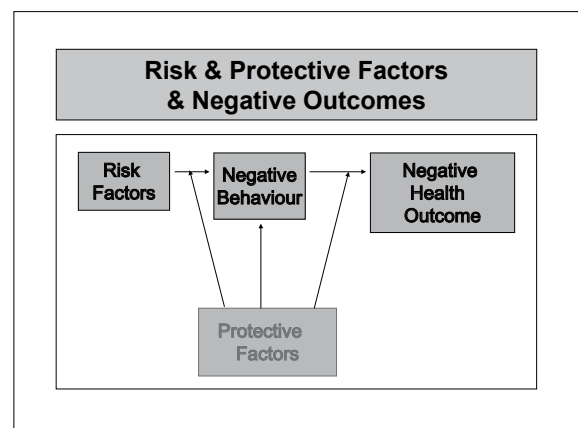 Risk & Protective Factors
& Negative Outcomes
Risk
Factors
Negative
Behaviour
Negative
Health
Outcome
Protective
Factors